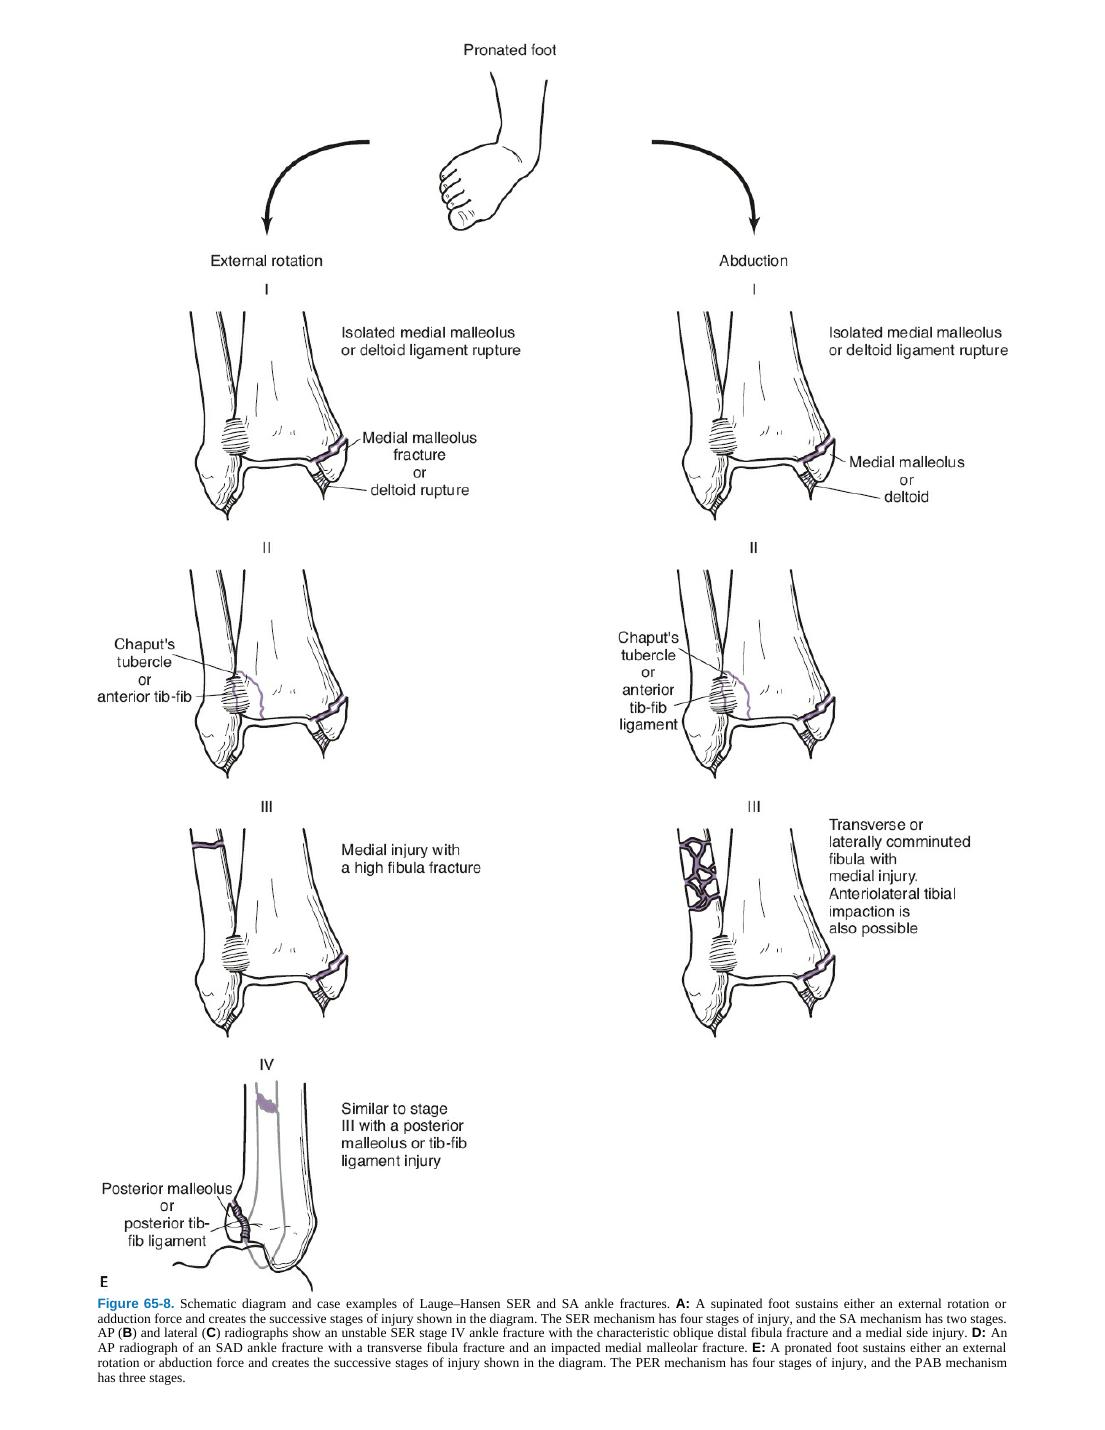 Pronated foot
External rotation
I
Isolated medial malleolus
or deltoid ligament rupture
Medial malleolus
fracture
or
deltoid rupture
II
Chaput's
tubercle
or
anterior tib-fib
III
Medial injury with
a high fibula fracture
IV
Similar to stage
III with a posterior
malleolus or tib-fib
ligament injury
Posterior malleolus
or
posterior tib-
fib ligament
Abduction
I
Isolated medial malleolus
or deltoid ligament rupture
Medial malleolus
or
deltoid
II
Chaput's
tubercle
or
anterior
tib-fib
ligament
III
Transverse or
laterally comminuted
fibula with
medial injury.
Anteriolateral tibial
impaction is
also possible
E
Figure 65-8. Schematic diagram and case examples of Lauge–Hansen SER and SA ankle fractures. A: A supinated foot sustains either an external rotation or
adduction force and creates the successive stages of injury shown in the diagram. The SER mechanism has four stages of injury, and the SA mechanism has two stages.
AP (B) and lateral (C) radiographs show an unstable SER stage IV ankle fracture with the characteristic oblique distal fibula fracture and a medial side injury. D: An
AP radiograph of an SAD ankle fracture with a transverse fibula fracture and an impacted medial malleolar fracture. E: A pronated foot sustains either an external
rotation or abduction force and creates the successive stages of injury shown in the diagram. The PER mechanism has four stages of injury, and the PAB mechanism
has three stages.